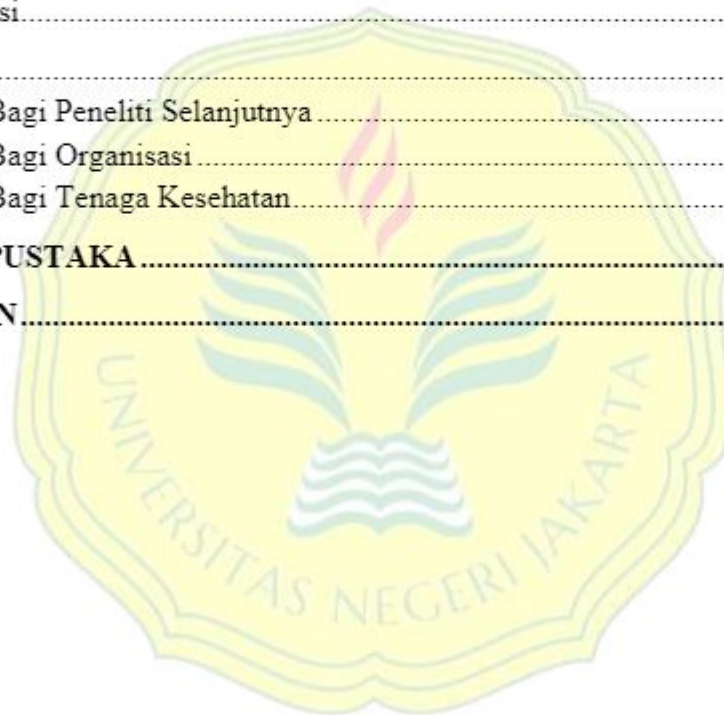 si
Bagi Peneliti Selanjutnya
Bagi Organisasi
Bagi Tenaga Kesehatan
PUSTAKA
N
UNIVERSITAS NEGERI JAKARTA